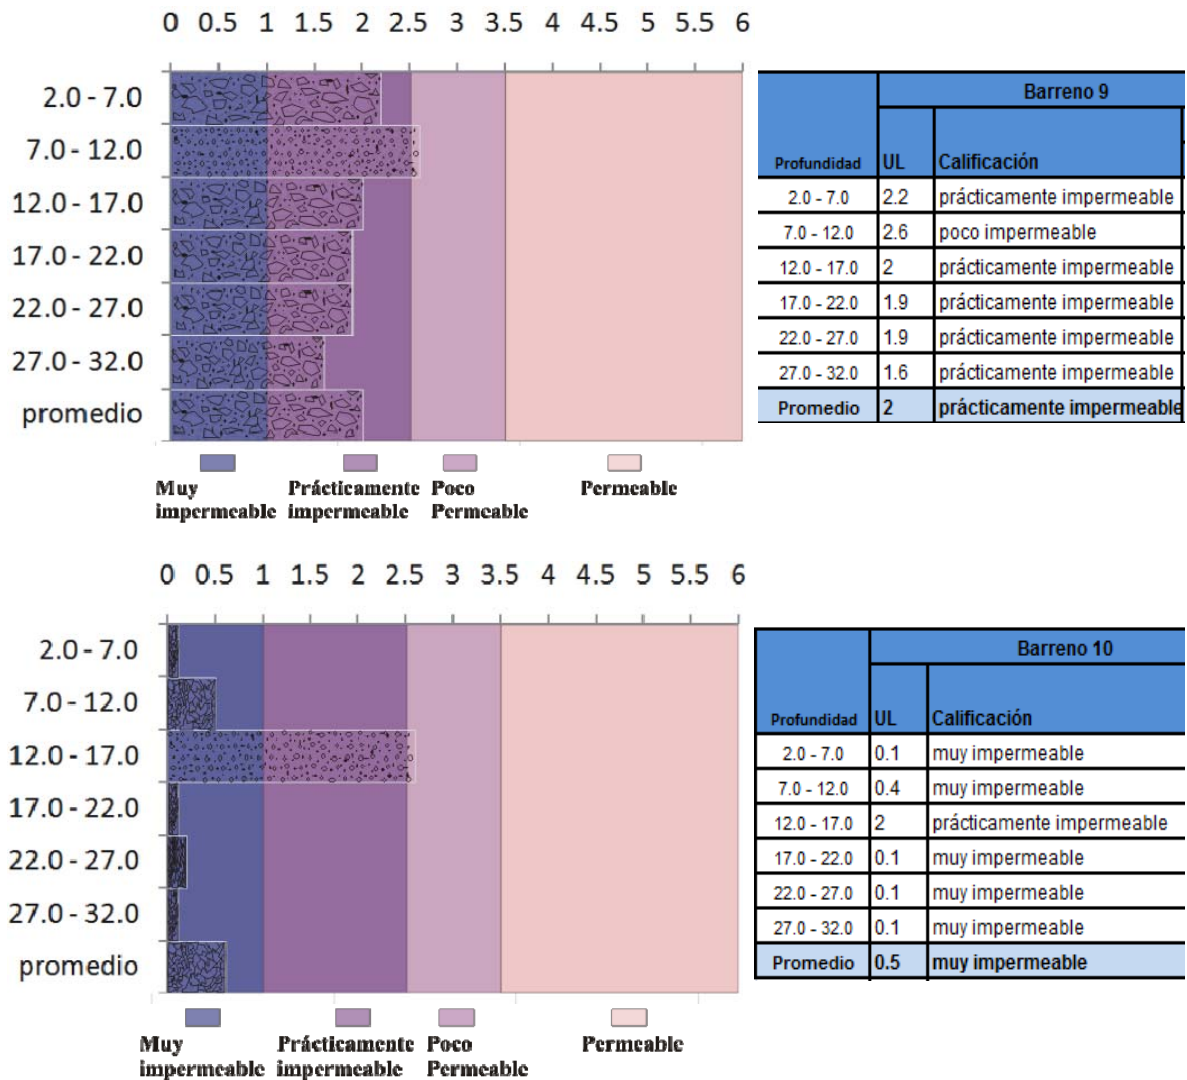 0 0.5 1 1.5 2 2.5 3 3.5 4 4.5 5 5.5 6
2.0 - 7.0
7.0 - 12.0
12.0 - 17.0
17.0 - 22.0
22.0 - 27.0
27.0 - 32.0
promedio
Muy impermeable
Prácticamente impermeable
Poco Permeable
Permeable
Barreno 9
Profundidad UL Calificación
2.0 - 7.0 2.2 prácticamente impermeable
7.0 - 12.0 2.6 poco impermeable
12.0 - 17.0 2 prácticamente impermeable
17.0 - 22.0 1.9 prácticamente impermeable
22.0 - 27.0 1.9 prácticamente impermeable
27.0 - 32.0 1.6 prácticamente impermeable
Promedio 2 prácticamente impermeable
0 0.5 1 1.5 2 2.5 3 3.5 4 4.5 5 5.5 6
2.0 - 7.0
7.0 - 12.0
12.0 - 17.0
17.0 - 22.0
22.0 - 27.0
27.0 - 32.0
promedio
Muy impermeable
Prácticamente impermeable
Poco Permeable
Permeable
Barreno 10
Profundidad UL Calificación
2.0 - 7.0 0.1 muy impermeable
7.0 - 12.0 0.4 muy impermeable
12.0 - 17.0 2 prácticamente impermeable
17.0 - 22.0 0.1 muy impermeable
22.0 - 27.0 0.1 muy impermeable
27.0 - 32.0 0.1 muy impermeable
Promedio 0.5 muy impermeable